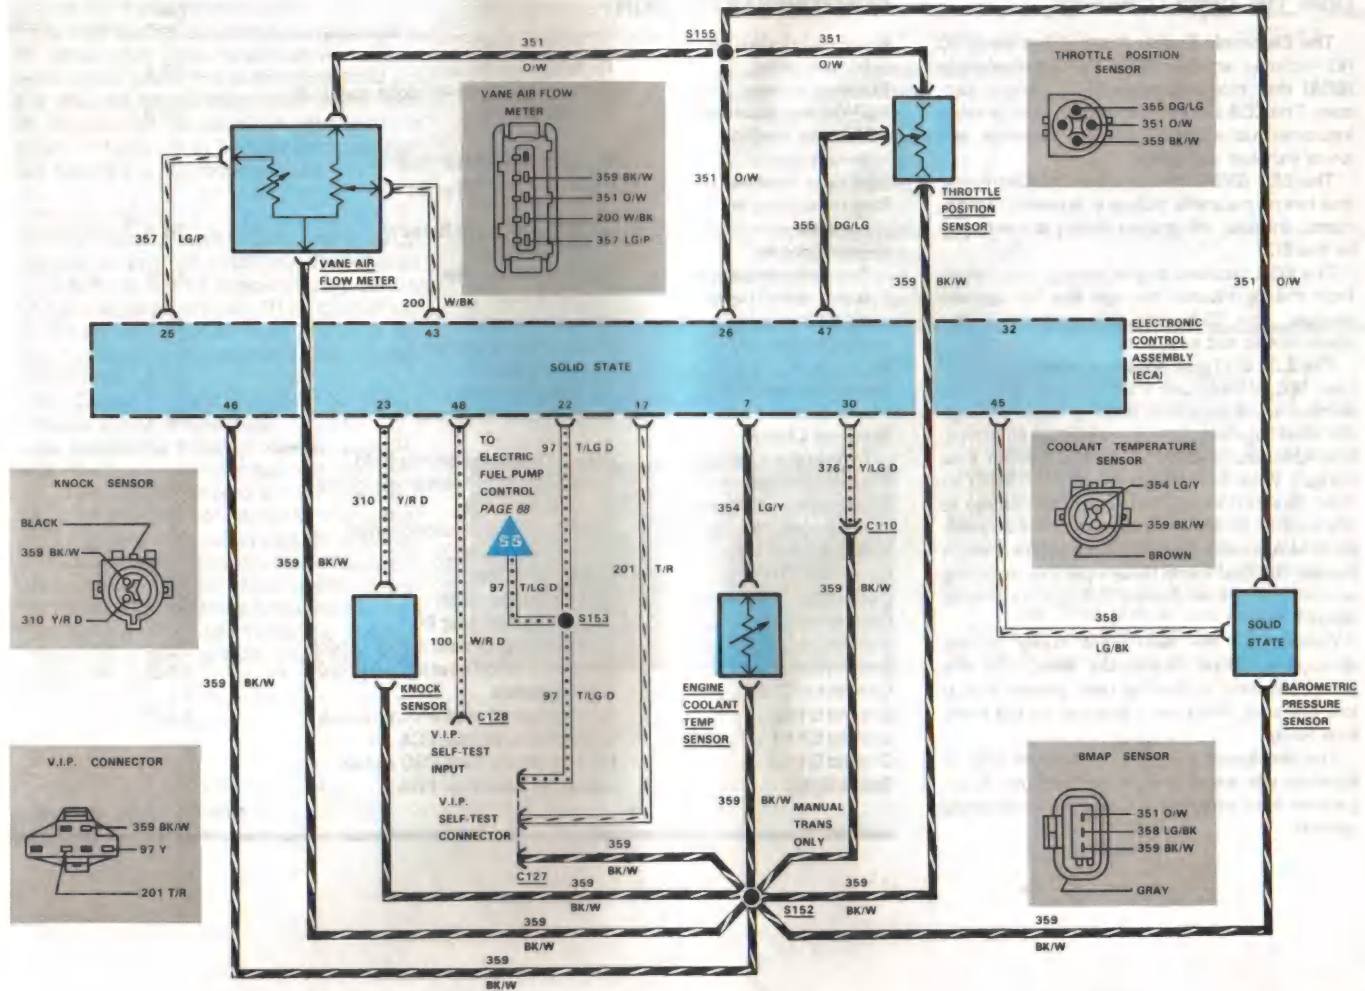 351
O/W
S155
351
O/W
VANE AIR FLOW
METER
359 BK/W
351 O/W
200 W/BK
357 LG/P
THROTTLE POSITION
SENSOR
355 DG/LG
351 O/W
359 BK/W
357 LG/P
VANE AIR
FLOW METER
200 W/BK
351 O/W
355 DG/LG
THROTTLE
POSITION
SENSOR
359 BK/W
351 O/W
25
43
26
47
32
SOLID STATE
ELECTRONIC
CONTROL
ASSEMBLY
(ECA)
46
23
48
22
17
7
30
45
KNOCK SENSOR
BLACK
359 BK/W
310 Y/R D
359 BK/W
310 Y/R D
TO
ELECTRIC
FUEL PUMP
CONTROL
PAGE 88
SS
97 T/LG D
97 T/LG D
S153
201 T/R
354 LG/Y
376 Y/LG D
C110
359 BK/W
COOLANT TEMPERATURE
SENSOR
354 LG/Y
359 BK/W
BROWN
358
LG/BK
SOLID
STATE
BAROMETRIC
PRESSURE
SENSOR
359 BK/W
KNOCK
SENSOR
100 W/R D
C128
V.I.P.
SELF-TEST
INPUT
97 T/LG D
V.I.P.
SELF-TEST
CONNECTOR
C127
ENGINE
COOLANT
TEMP
SENSOR
359 BK/W
MANUAL
TRANS
ONLY
V.I.P. CONNECTOR
359 BK/W
97 Y
201 T/R
BMAP SENSOR
351 O/W
358 LG/BK
359 BK/W
GRAY
359
BK/W
359
BK/W
S152
359
BK/W
359
BK/W
359
BK/W
359
BK/W